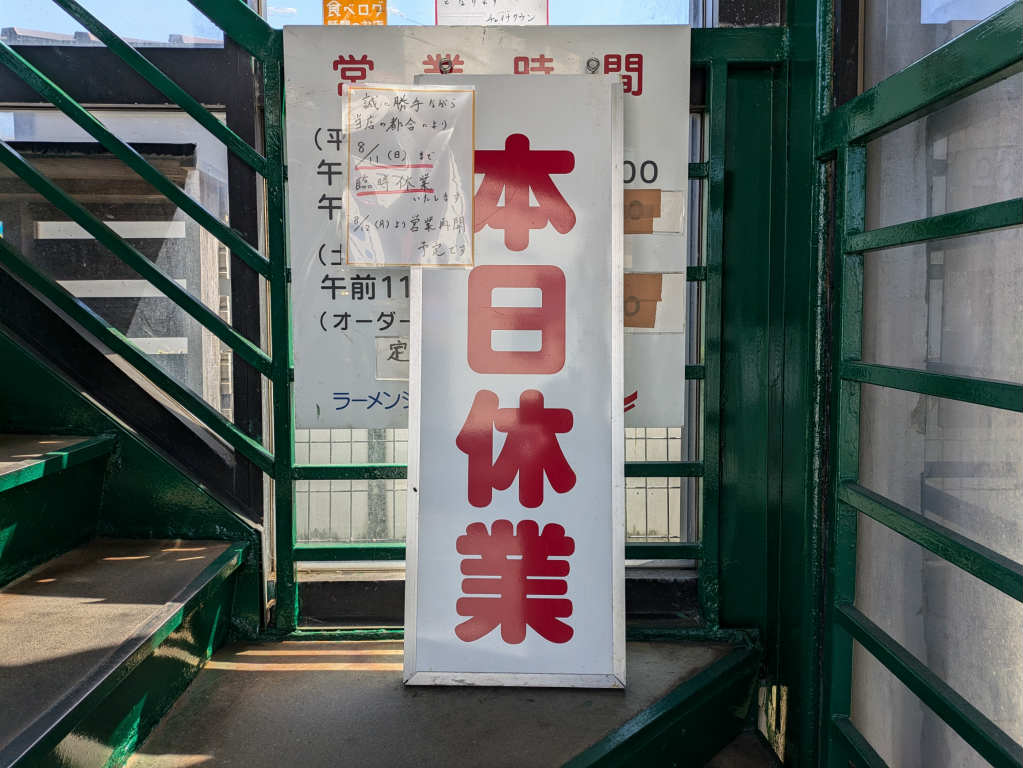 食べログ
営業時間
誠に勝手ながら
当店の都合により
8/11(日)まで
臨時休業
いたします
8/12(月)より営業再開
予定です
本日休業
(平
午
00
午
0
(土
午前11
0
(オーダー
定
ラーメン